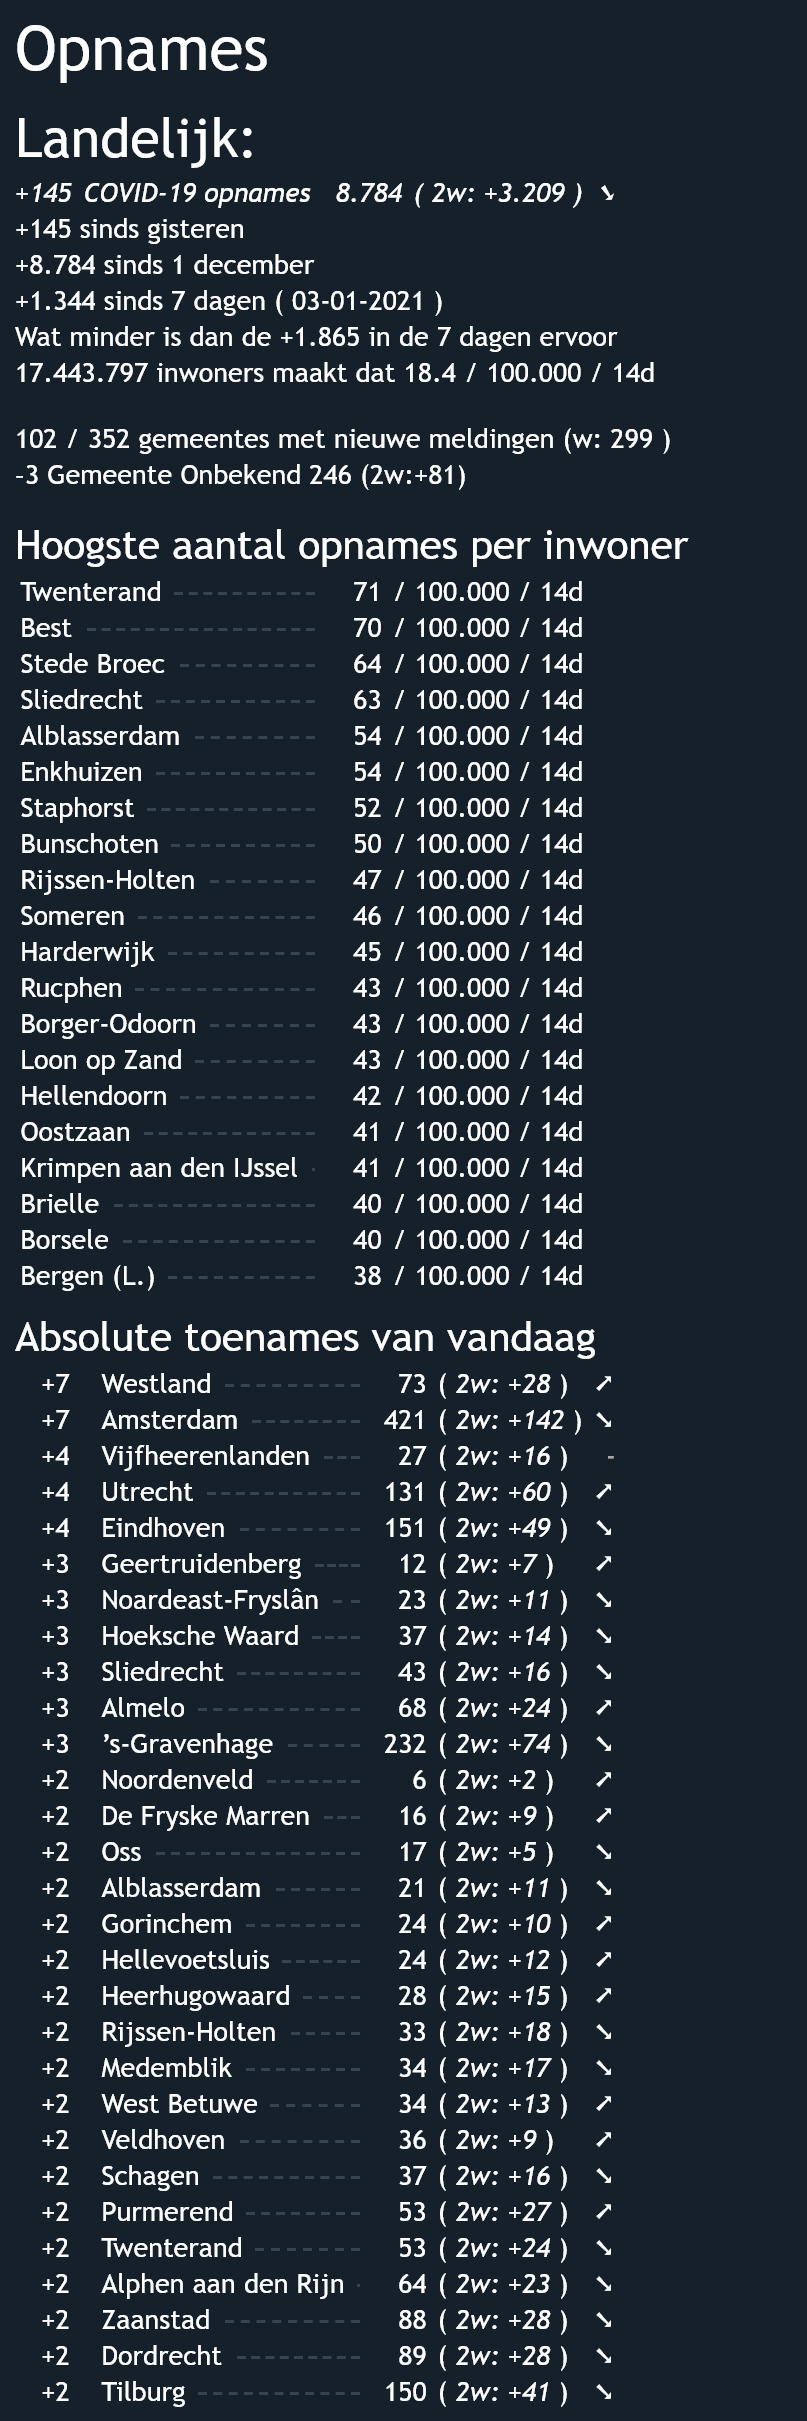 Opnames
Landelijk:
+145 COVID-19 opnames 8.784 ( 2w: +3.209 ) ➘
+145 sinds gisteren
+8.784 sinds 1 december
+1.344 sinds 7 dagen ( 03-01-2021 )
Wat minder is dan de +1.865 in de 7 dagen ervoor
17.443.797 inwoners maakt dat 18.4 / 100.000 / 14d
102 / 352 gemeentes met nieuwe meldingen (w: 299 )
-3 Gemeente Onbekend 246 (2w:+81)
Hoogste aantal opnames per inwoner
Twenterand ---------- 71 / 100.000 / 14d
Best ---------------- 70 / 100.000 / 14d
Stede Broec --------- 64 / 100.000 / 14d
Sliedrecht ----------- 63 / 100.000 / 14d
Alblasserdam -------- 54 / 100.000 / 14d
Enkhuizen ----------- 54 / 100.000 / 14d
Staphorst ------------ 52 / 100.000 / 14d
Bunschoten ---------- 50 / 100.000 / 14d
Rijssen-Holten ------- 47 / 100.000 / 14d
Someren ------------ 46 / 100.000 / 14d
Harderwijk ---------- 45 / 100.000 / 14d
Rucphen ------------ 43 / 100.000 / 14d
Borger-Odoorn ------- 43 / 100.000 / 14d
Loon op Zand -------- 43 / 100.000 / 14d
Hellendoorn --------- 42 / 100.000 / 14d
Oostzaan ------------ 41 / 100.000 / 14d
Krimpen aan den IJssel - 41 / 100.000 / 14d
Brielle -------------- 40 / 100.000 / 14d
Borsele ------------- 40 / 100.000 / 14d
Bergen (L.) ---------- 38 / 100.000 / 14d
Absolute toenames van vandaag
+7 Westland --------- 73 ( 2w: +28 ) ➚
+7 Amsterdam -------- 421 ( 2w: +142 ) ➘
+4 Vijfheerenlanden --- 27 ( 2w: +16 ) -
+4 Utrecht ----------- 131 ( 2w: +60 ) ➚
+4 Eindhoven -------- 151 ( 2w: +49 ) ➘
+3 Geertruidenberg ---- 12 ( 2w: +7 ) ➚
+3 Noardeast-Fryslân -- 23 ( 2w: +11 ) ➘
+3 Hoeksche Waard ---- 37 ( 2w: +14 ) ➘
+3 Sliedrecht --------- 43 ( 2w: +16 ) ➘
+3 Almelo ----------- 68 ( 2w: +24 ) ➚
+3 's-Gravenhage ----- 232 ( 2w: +74 ) ➘
+2 Noordenveld ------- 6 ( 2w: +2 ) ➚
+2 De Fryske Marren --- 16 ( 2w: +9 ) ➚
+2 Oss -------------- 17 ( 2w: +5 ) ➘
+2 Alblasserdam ------ 21 ( 2w: +11 ) ➘
+2 Gorinchem -------- 24 ( 2w: +10 ) ➚
+2 Hellevoetsluis ------ 24 ( 2w: +12 ) ➚
+2 Heerhugowaard ---- 28 ( 2w: +15 ) ➚
+2 Rijssen-Holten ----- 33 ( 2w: +18 ) ➘
+2 Medemblik -------- 34 ( 2w: +17 ) ➘
+2 West Betuwe ------- 34 ( 2w: +13 ) ➚
+2 Veldhoven --------- 36 ( 2w: +9 ) ➚
+2 Schagen ----------- 37 ( 2w: +16 ) ➘
+2 Purmerend -------- 53 ( 2w: +27 ) ➚
+2 Twenterand ------- 53 ( 2w: +24 ) ➘
+2 Alphen aan den Rijn - 64 ( 2w: +23 ) ➘
+2 Zaanstad --------- 88 ( 2w: +28 ) ➘
+2 Dordrecht --------- 89 ( 2w: +28 ) ➘
+2 Tilburg ------------ 150 ( 2w: +41 ) ➘